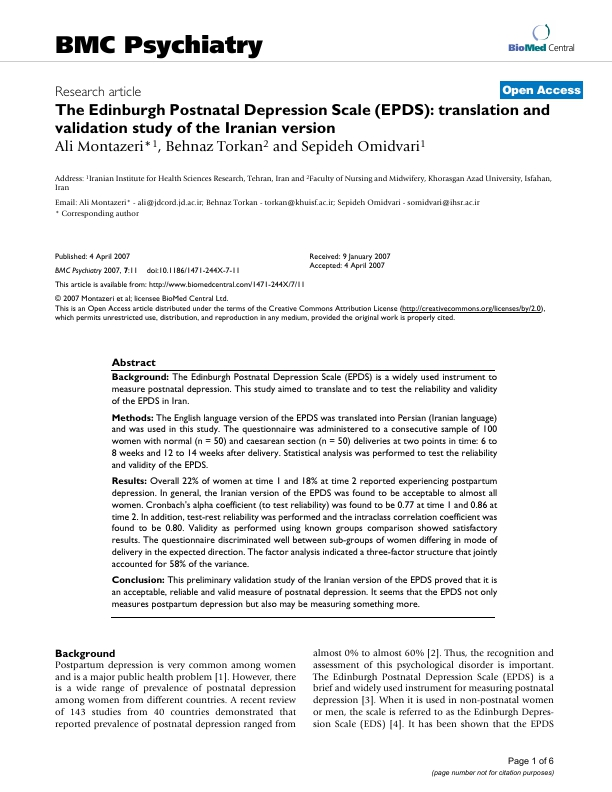 BMC Psychiatry
BioMed Central
Research article
Open Access
The Edinburgh Postnatal Depression Scale (EPDS): translation and
validation study of the Iranian version
Ali Montazeri*1, Behnaz Torkan2 and Sepideh Omidvari1
Address: 1Iranian Institute for Health Sciences Research, Tehran, Iran and 2Faculty of Nursing and Midwifery, Khorasgan Azad University, Isfahan,
Iran
Email: Ali Montazeri* - ali@jdcord.jd.ac.ir; Behnaz Torkan - torkan@khuisf.ac.ir; Sepideh Omidvari - somidvari@ihsr.ac.ir
* Corresponding author
Published: 4 April 2007
Received: 9 January 2007
Accepted: 4 April 2007
BMC Psychiatry 2007, 7:11 doi:10.1186/1471-244X-7-11
This article is available from: http://www.biomedcentral.com/1471-244X/7/11
© 2007 Montazeri et al; licensee BioMed Central Ltd.
This is an Open Access article distributed under the terms of the Creative Commons Attribution License (http://creativecommons.org/licenses/by/2.0),
which permits unrestricted use, distribution, and reproduction in any medium, provided the original work is properly cited.
Abstract
Background: The Edinburgh Postnatal Depression Scale (EPDS) is a widely used instrument to
measure postnatal depression. This study aimed to translate and to test the reliability and validity
of the EPDS in Iran.
Methods: The English language version of the EPDS was translated into Persian (Iranian language)
and was used in this study. The questionnaire was administered to a consecutive sample of 100
women with normal (n = 50) and caesarean section (n = 50) deliveries at two points in time: 6 to
8 weeks and 12 to 14 weeks after delivery. Statistical analysis was performed to test the reliability
and validity of the EPDS.
Results: Overall 22% of women at time 1 and 18% at time 2 reported experiencing postpartum
depression. In general, the Iranian version of the EPDS was found to be acceptable to almost all
women. Cronbach's alpha coefficient (to test reliability) was found to be 0.77 at time 1 and 0.86 at
time 2. In addition, test-rest reliability was performed and the intraclass correlation coefficient was
found to be 0.80. Validity as performed using known groups comparison showed satisfactory
results. The questionnaire discriminated well between sub-groups of women differing in mode of
delivery in the expected direction. The factor analysis indicated a three-factor structure that jointly
accounted for 58% of the variance.
Conclusion: This preliminary validation study of the Iranian version of the EPDS proved that it is
an acceptable, reliable and valid measure of postnatal depression. It seems that the EPDS not only
measures postpartum depression but also may be measuring something more.
Background
Postpartum depression is very common among women
and is a major public health problem [1]. However, there
is a wide range of prevalence of postnatal depression
among women from different countries. A recent review
of 143 studies from 40 countries demonstrated that
reported prevalence of postnatal depression ranged from
almost 0% to almost 60% [2]. Thus, the recognition and
assessment of this psychological disorder is important.
The Edinburgh Postnatal Depression Scale (EPDS) is a
brief and widely used instrument for measuring postnatal
depression [3]. When it is used in non-postnatal women
or men, the scale is referred to as the Edinburgh Depres-
sion Scale (EDS) [4]. It has been shown that the EPDS
Page 1 of 6
(page number not for citation purposes)